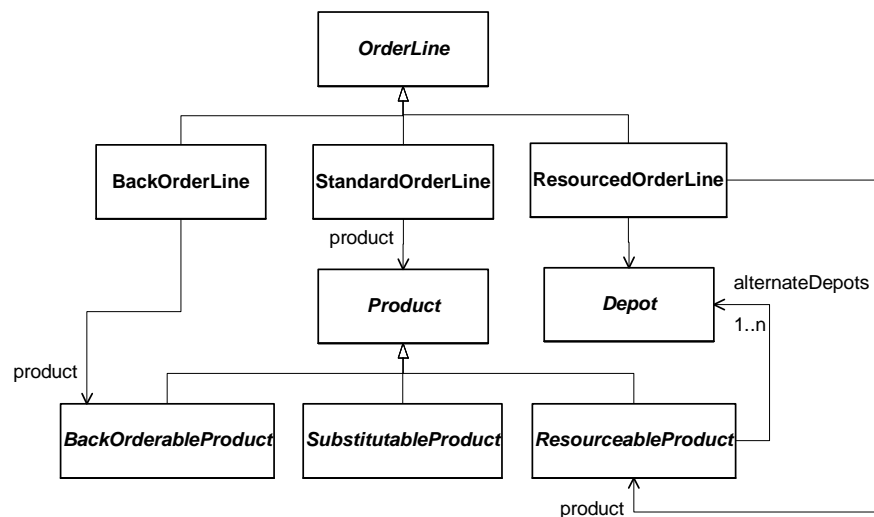 OrderLine
BackOrderLine
StandardOrderLine
ResourcedOrderLine
product
Product
Depot
alternateDepots
1..n
product
BackOrderableProduct
SubstitutableProduct
ResourceableProduct
product